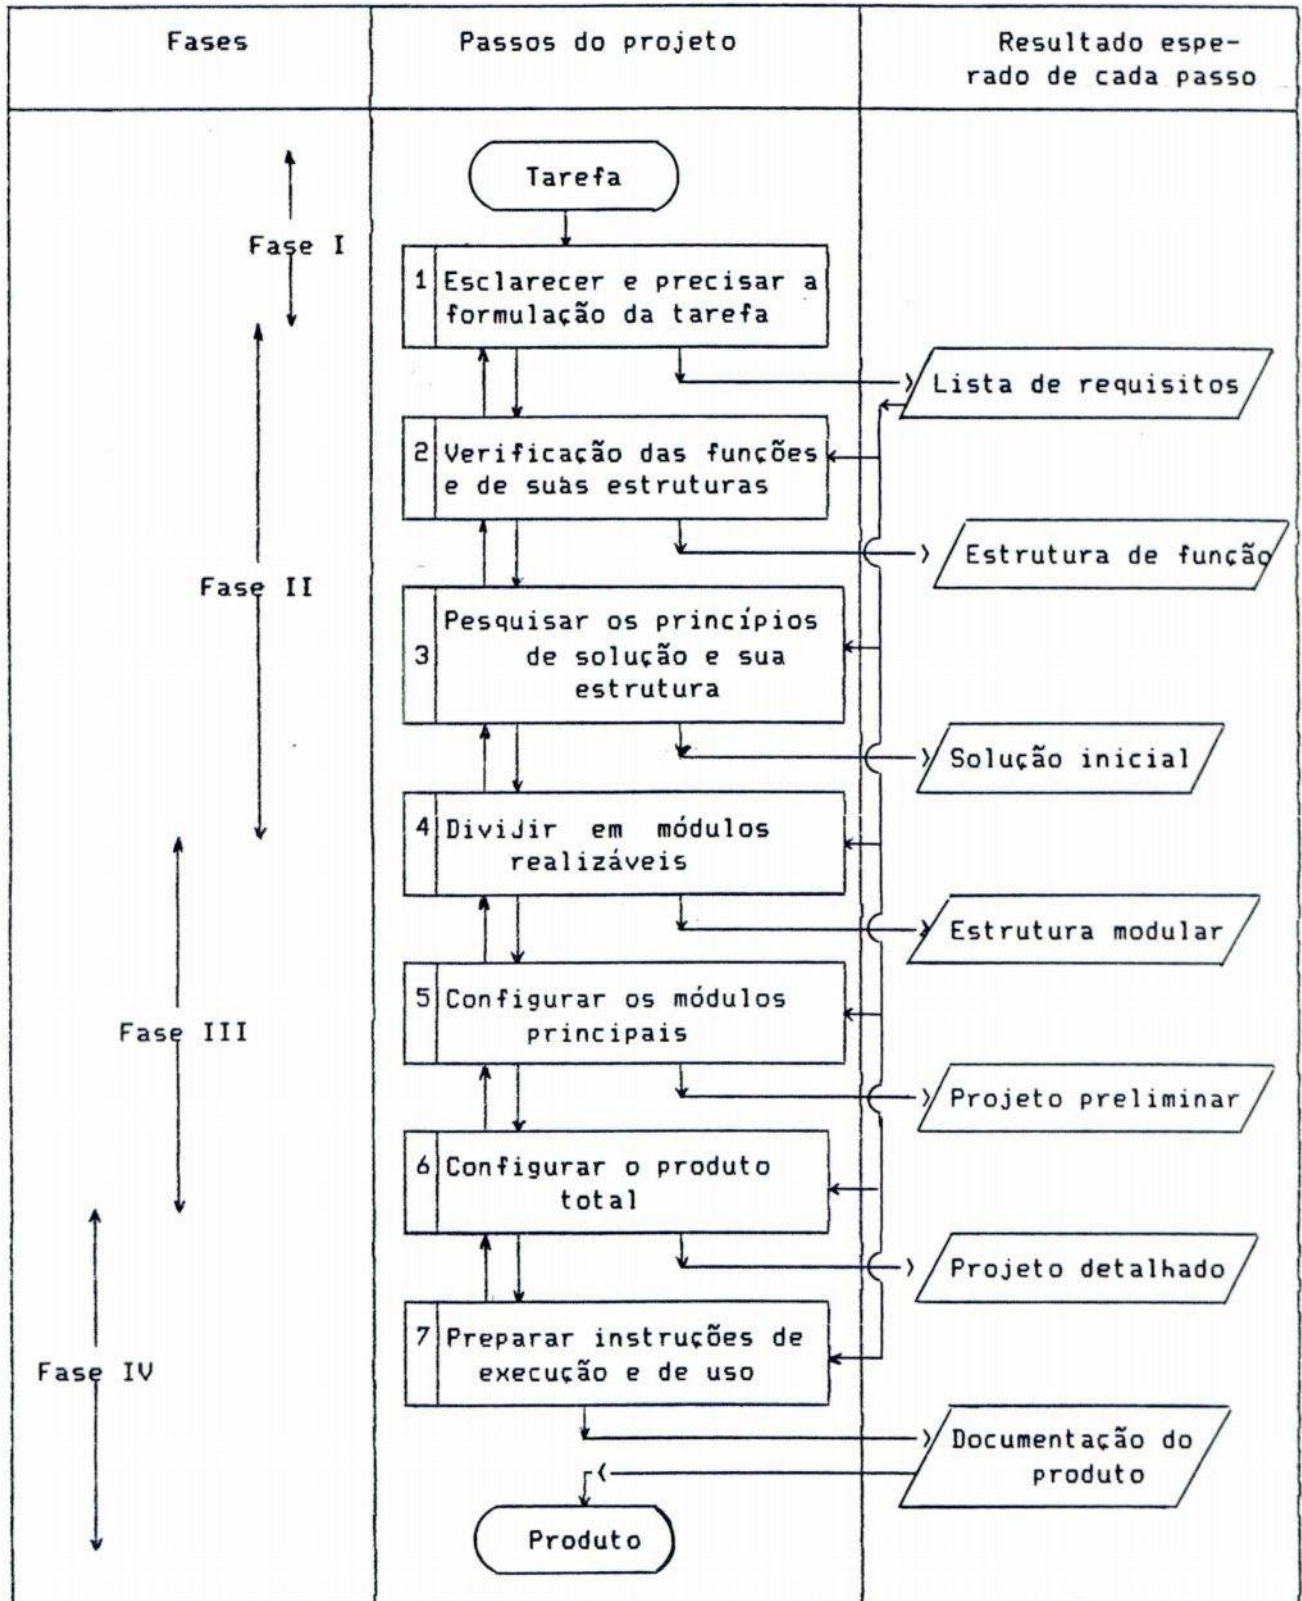 Fases
Passos do projeto
Resultado espe-
rado de cada passo
Tarefa
Fase I
1 Esclarecer e precisar a
formulação da tarefa
Lista de requisitos
2 Verificação das funções
e de suas estruturas
Estrutura de função
Fase II
3 Pesquisar os princípios
de solução e sua
estrutura
Solução inicial
4 Dividir em módulos
realizáveis
Estrutura modular
5 Configurar os módulos
principais
Fase III
Projeto preliminar
6 Configurar o produto
total
Projeto detalhado
7 Preparar instruções de
execução e de uso
Fase IV
Documentação do
produto
Produto